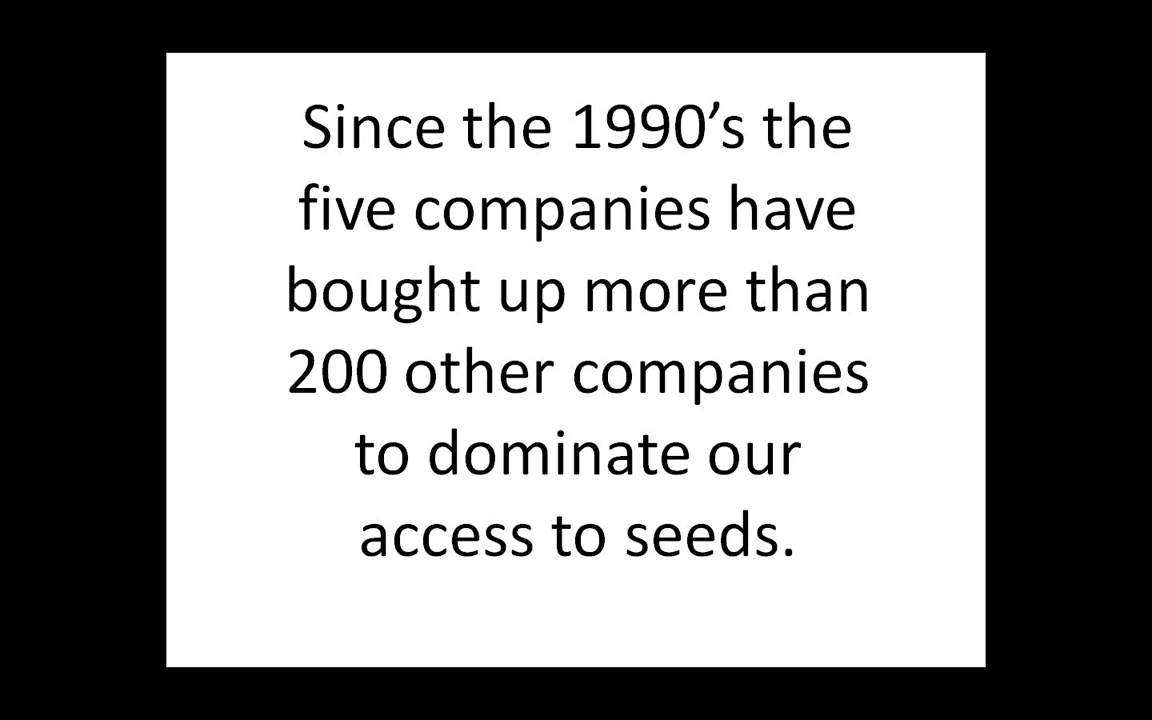 Since the 1990’s the
five companies have
bought up more than
200 other companies
to dominate our
access to seeds.